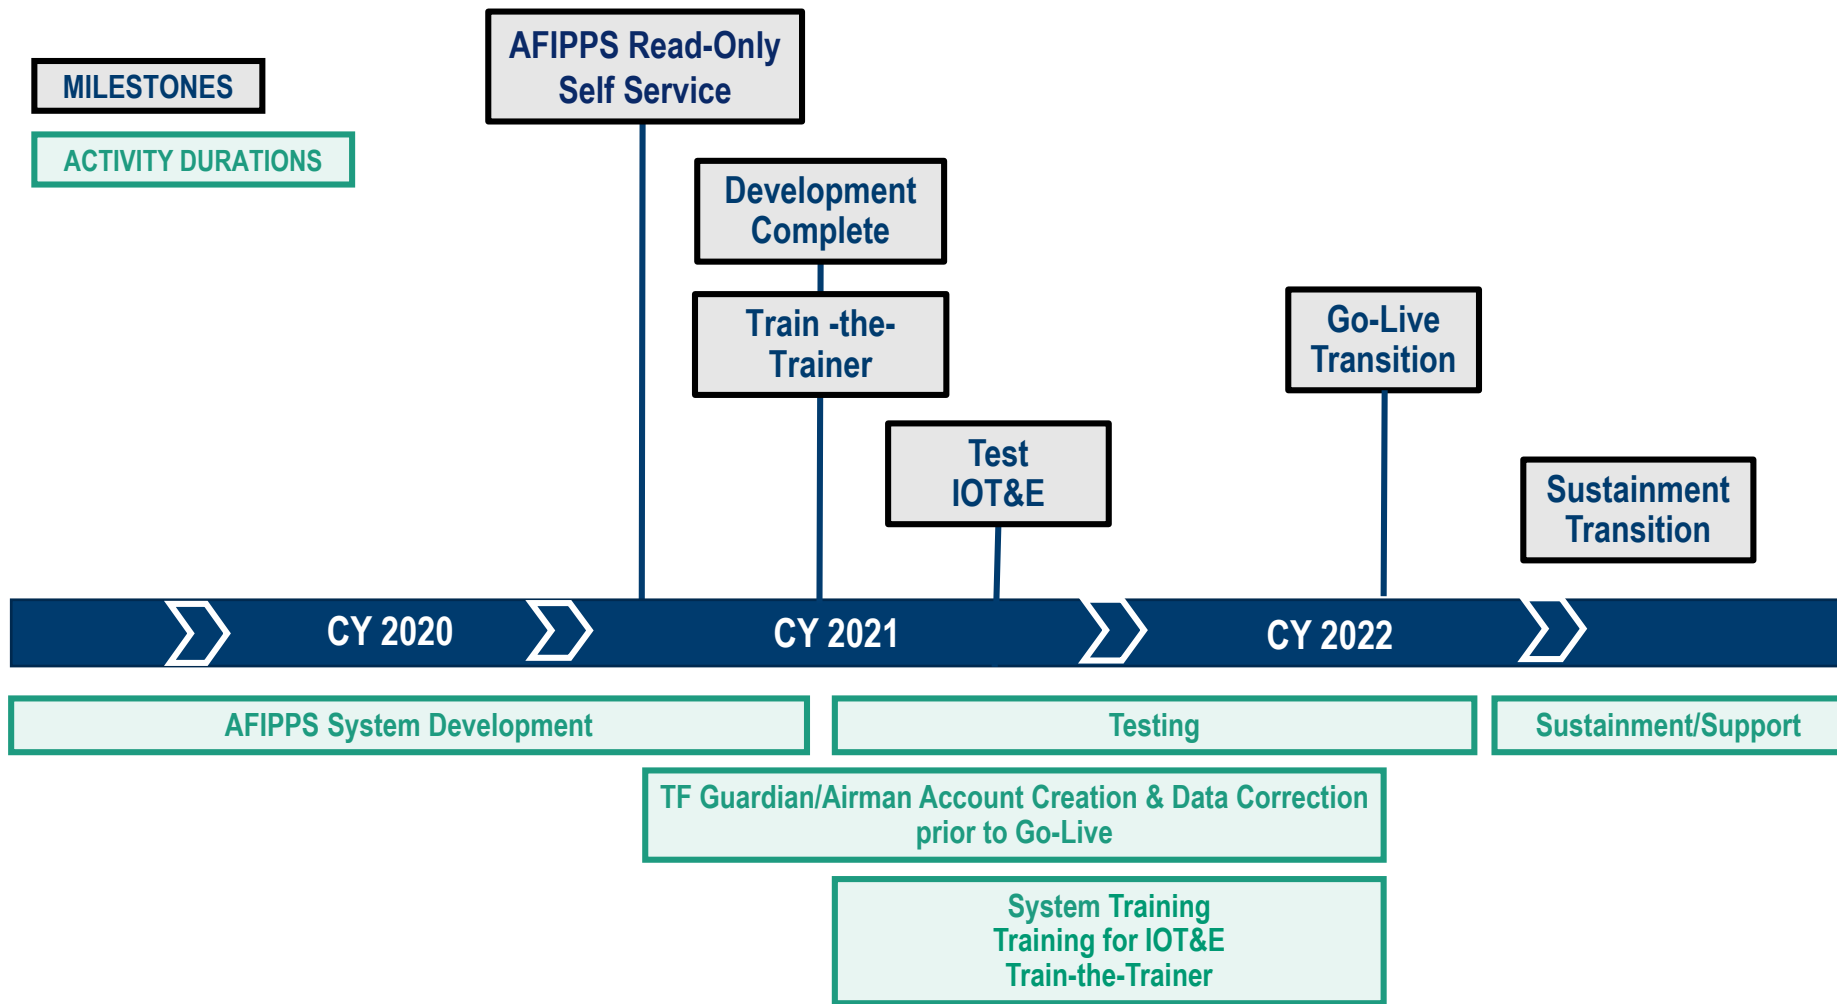 MILESTONES
ACTIVITY DURATIONS
AFIPPS Read-Only
Self Service
Development
Complete
Train -the-
Trainer
Test
IOT&E
Go-Live
Transition
Sustainment
Transition
CY 2020
CY 2021
CY 2022
AFIPPS System Development
Testing
Sustainment/Support
TF Guardian/Airman Account Creation & Data Correction
prior to Go-Live
System Training
Training for IOT&E
Train-the-Trainer